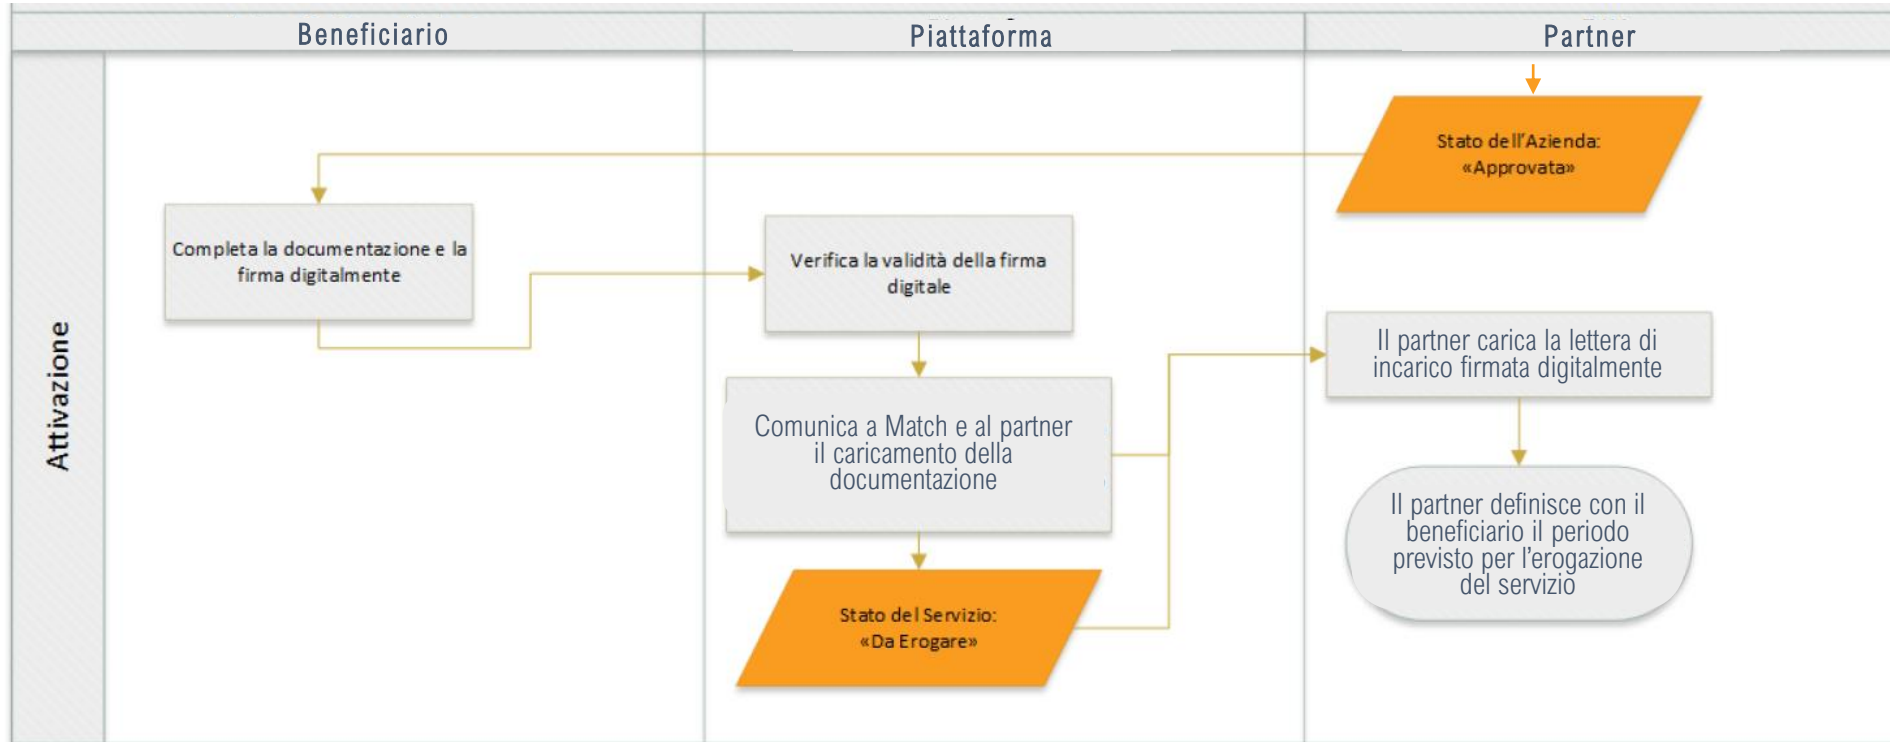 Beneficiario
Piattaforma
Partner
Attivazione
Stato dell'Azienda:
«Approvata»
Completa la documentazione e la
firma digitalmente
Verifica la validità della firma
digitale
Il partner carica la lettera di
incarico firmata digitalmente
Comunica a Match e al partner
il caricamento della
documentazione
Il partner definisce con il
beneficiario il periodo
previsto per l'erogazione
del servizio
Stato del Servizio:
«Da Erogare»